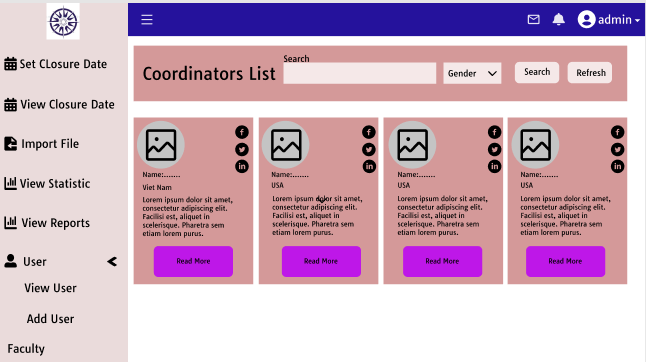 admin
Set CLosure Date
View Closure Date
Import File
View Statistic
View Reports
User
View User
Add User
Faculty
Coordinators List
Search
Gender
Search
Refresh
f
in
Name:.......
Viet Nam
Lorem ipsum dolor sit amet,
consectetur adipiscing elit.
Facilisi est, aliquet in
scelerisque. Pharetra sem
etiam lorem purus.
Read More
f
in
Name:.......
USA
Lorem ipsum dolor sit amet,
consectetur adipiscing elit.
Facilisi est, aliquet in
scelerisque. Pharetra sem
etiam lorem purus.
Read More
f
in
Name:.......
USA
Lorem ipsum dolor sit amet,
consectetur adipiscing elit.
Facilisi est, aliquet in
scelerisque. Pharetra sem
etiam lorem purus.
Read More
f
in
Name:.......
USA
Lorem ipsum dolor sit amet,
consectetur adipiscing elit.
Facilisi est, aliquet in
scelerisque. Pharetra sem
etiam lorem purus.
Read More